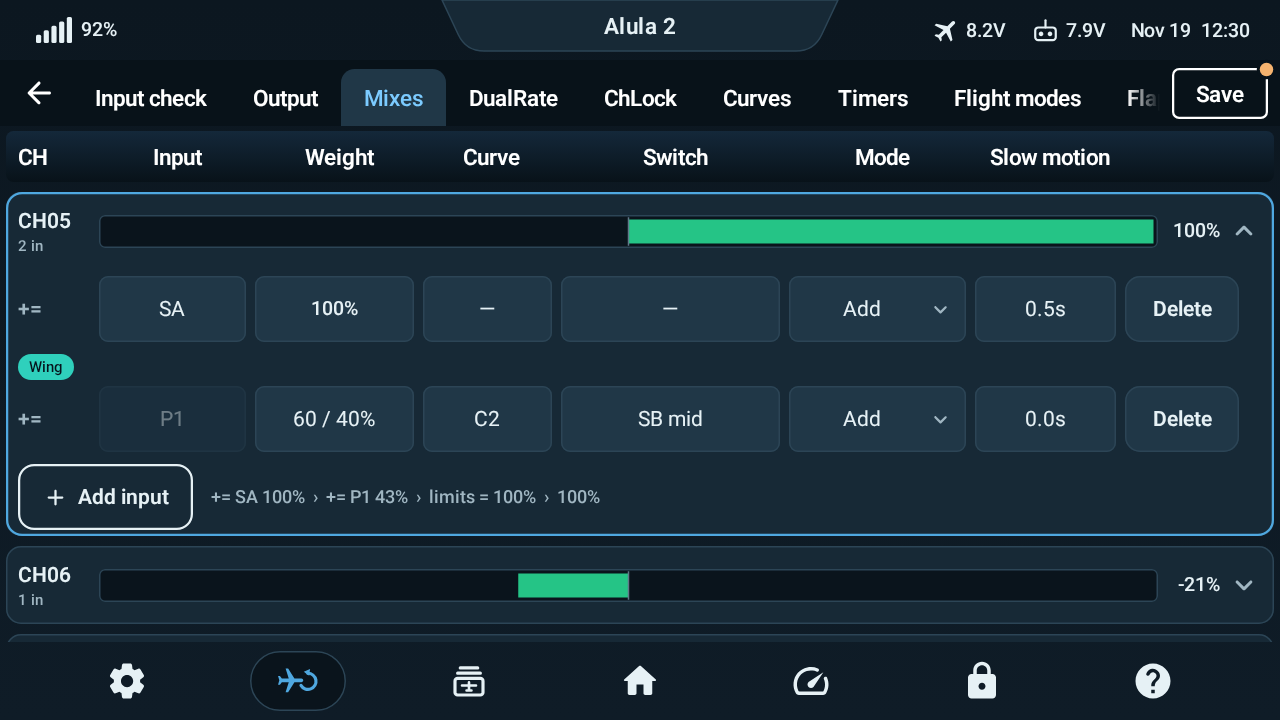 92%
Alula 2
8.2V
7.9V
Nov 19 12:30
Input check
Output
Mixes
DualRate
ChLock
Curves
Timers
Flight modes
Fla
Save
CH
Input
Weight
Curve
Switch
Mode
Slow motion
CH05
2 in
100%
+=
SA
100%
—
—
Add
0.5s
Delete
Wing
+=
P1
60 / 40%
C2
SB mid
Add
0.0s
Delete
+ Add input
+= SA 100% › += P1 43% › limits = 100% › 100%
CH06
1 in
-21%